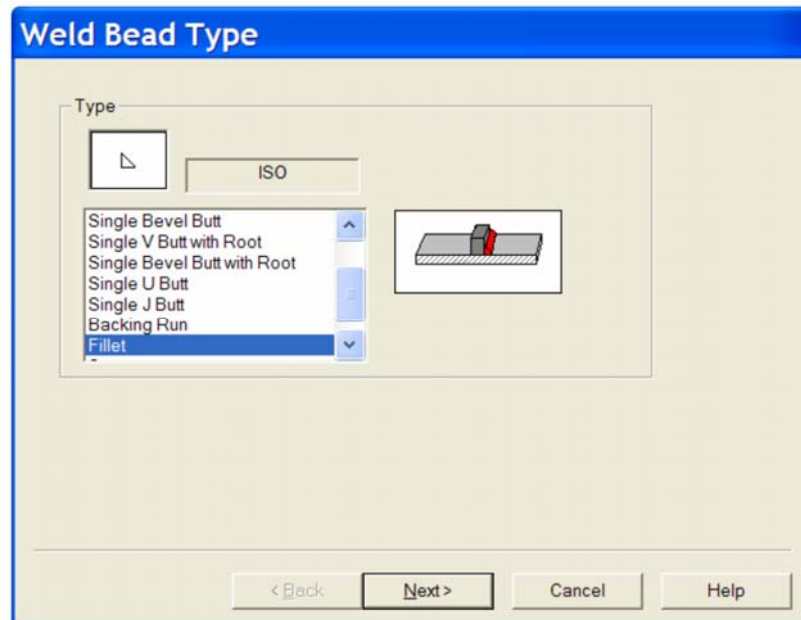 Weld Bead Type
Type
ISO
Single Bevel Butt
Single V Butt with Root
Single Bevel Butt with Root
Single U Butt
Single J Butt
Backing Run
Fillet
< Back
Next >
Cancel
Help